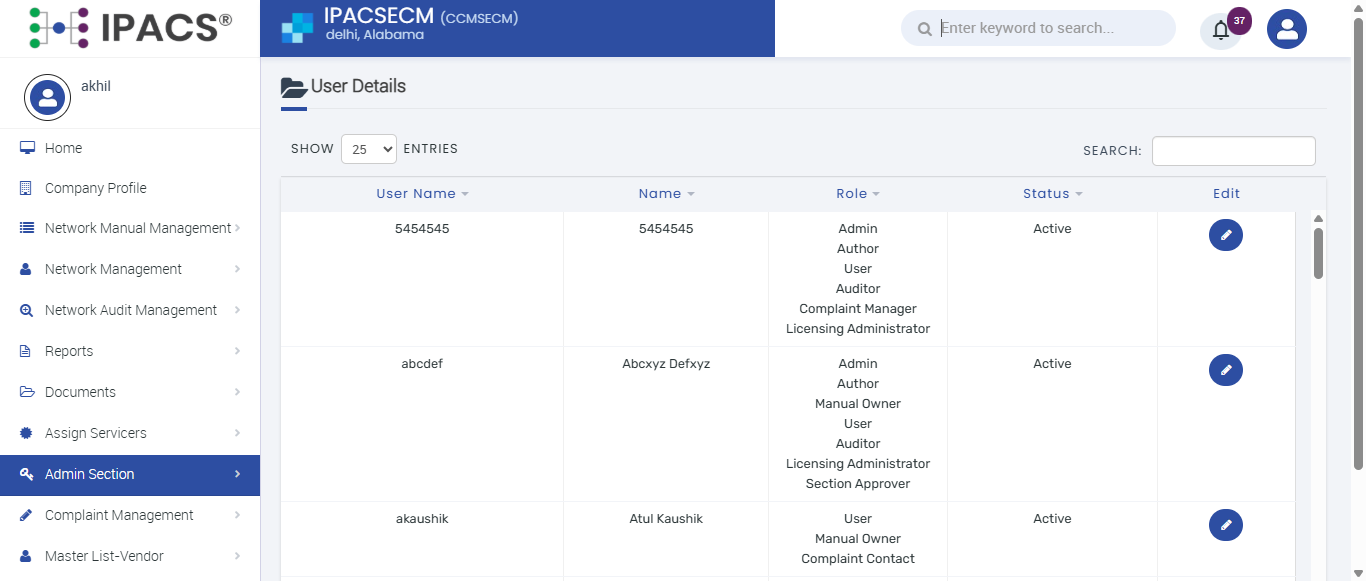 IPACS®
IPACSECM (CCMSECM)
delhi, Alabama
Enter keyword to search...
37
akhil
Home
Company Profile
Network Manual Management
Network Management
Network Audit Management
Reports
Documents
Assign Servicers
Admin Section
Complaint Management
Master List-Vendor
User Details
SHOW 25 ENTRIES
SEARCH:
User Name Name Role Status Edit
5454545 5454545 Admin Active
Author
User
Auditor
Complaint Manager
Licensing Administrator
abcdef Abcxyz Defxyz Admin Active
Author
Manual Owner
User
Auditor
Licensing Administrator
Section Approver
akaushik Atul Kaushik User Active
Manual Owner
Complaint Contact